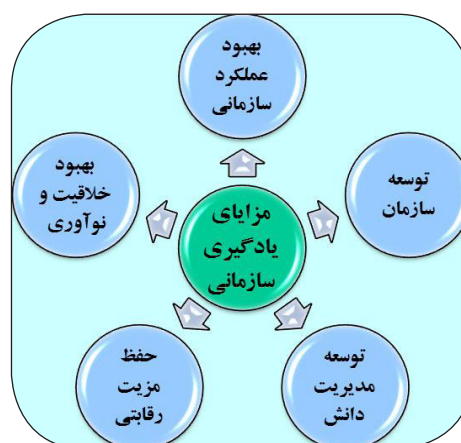 بهبود
عملکرد
سازمانی
توسعه
سازمان
بهبود
خلاقیت و
نوآوری
مزایای
یادگیری
سازمانی
توسعه
مدیریت
دانش
حفظ
مزیت
رقابتی